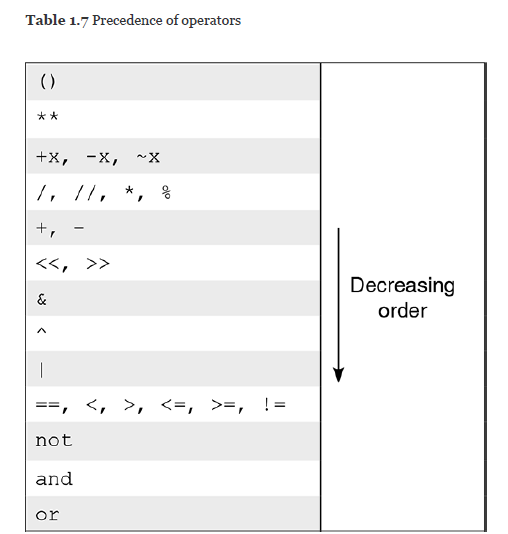 Table 1.7 Precedence of operators
()
**
+x, -x, ~x
/, //, *, %
+, -
<<, >>
&
^
|
==, <, >, <=, >=, !=
not
and
or
Decreasing
order